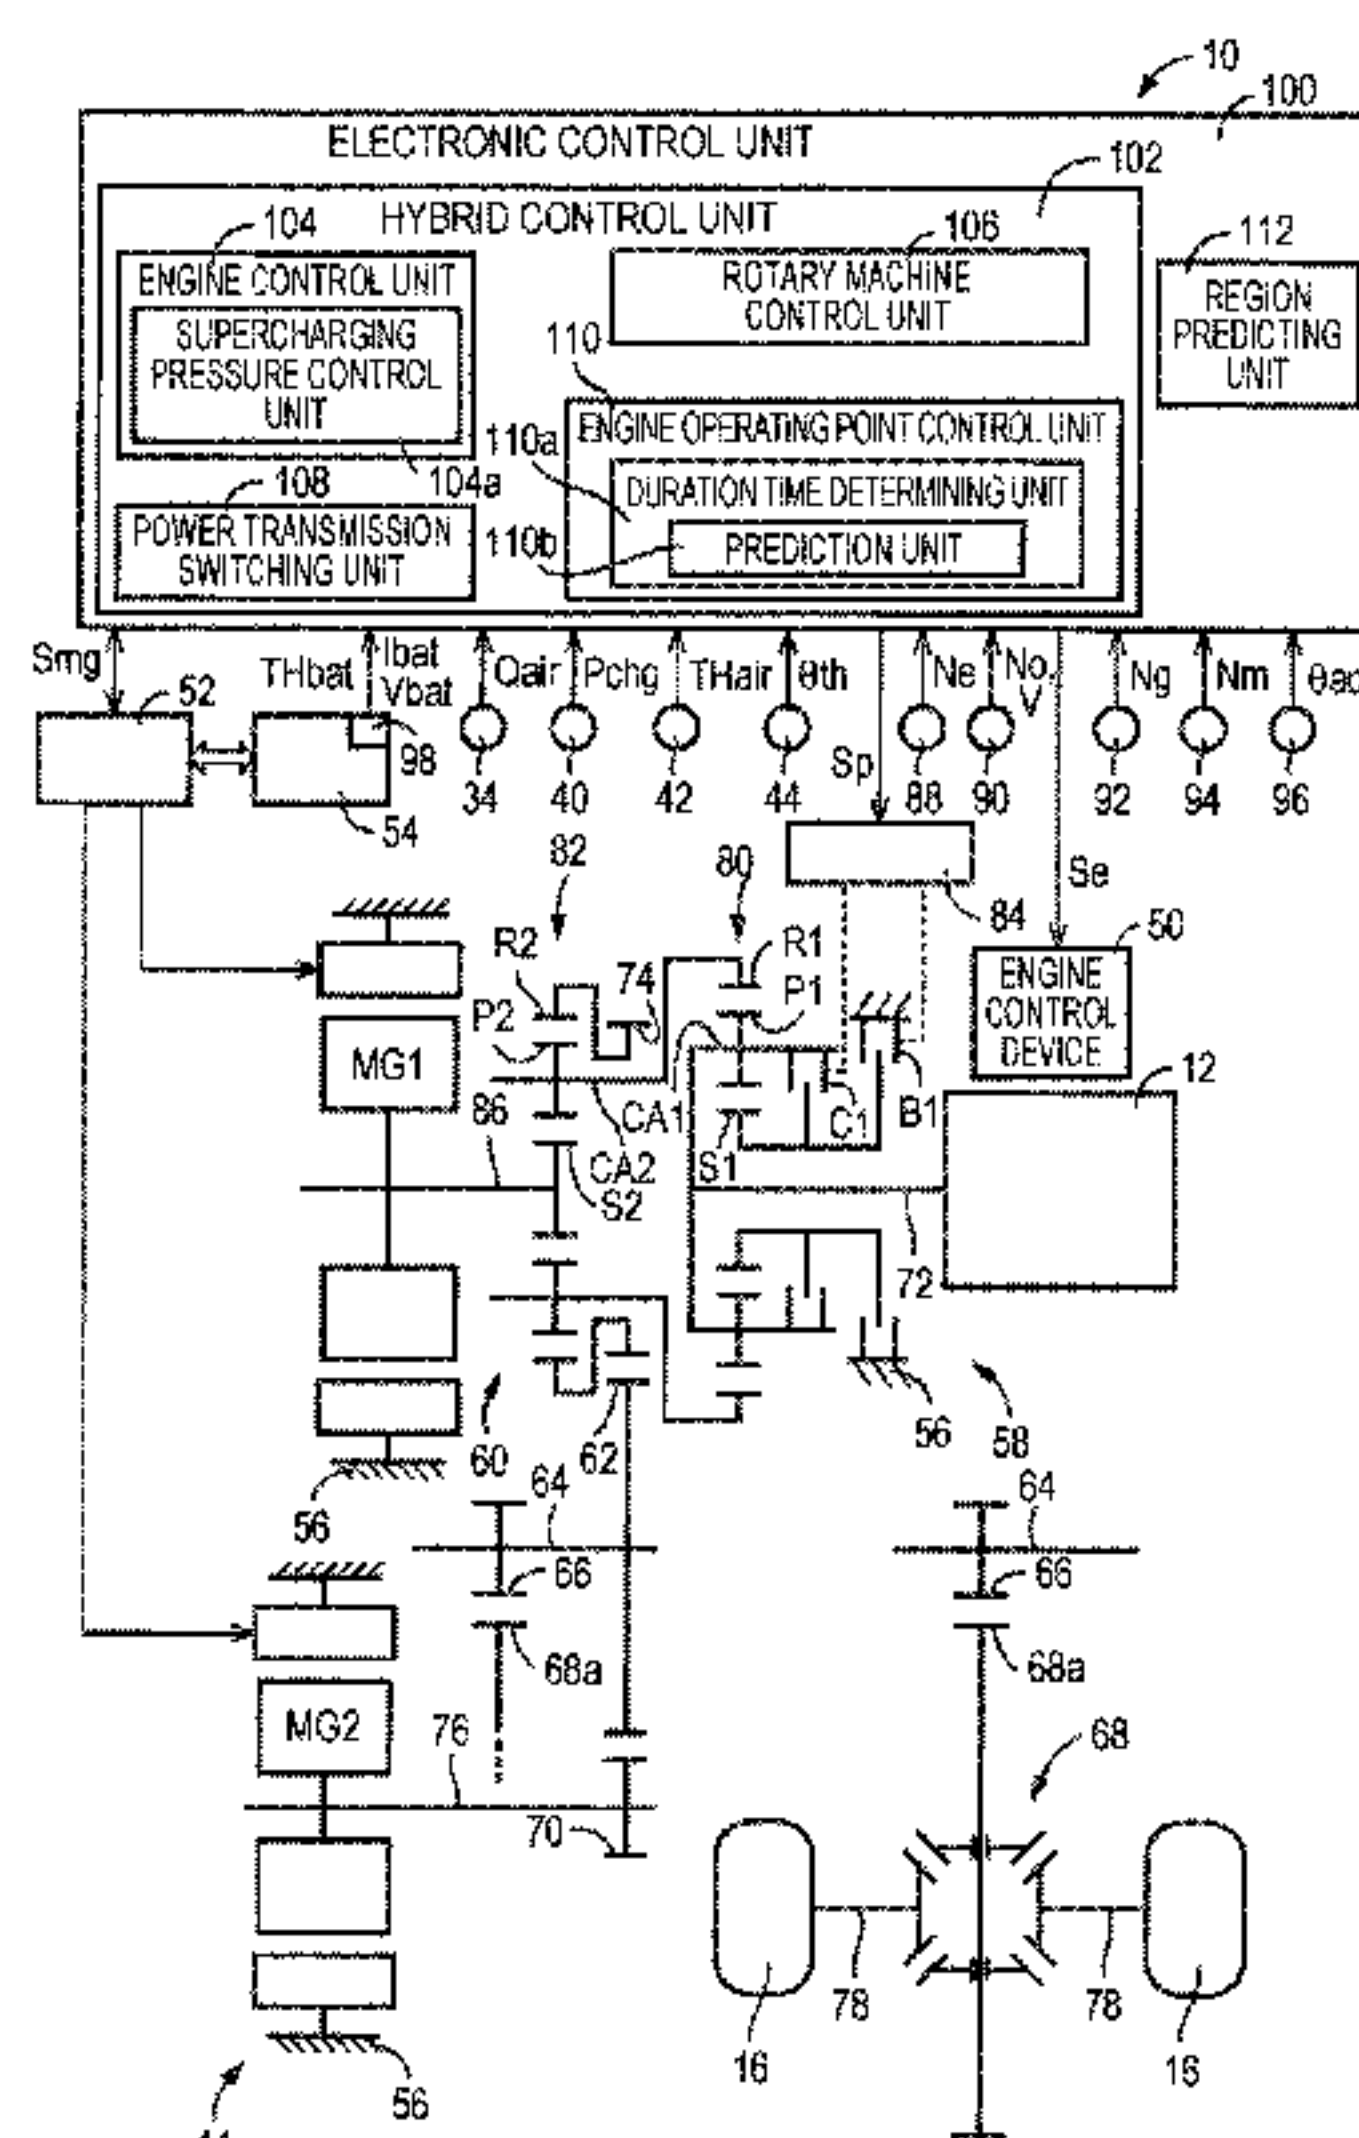 10
100
ELECTRONIC CONTROL UNIT
102
HYBRID CONTROL UNIT
104
106
112
ENGINE CONTROL UNIT
SUPERCHARGING
PRESSURE CONTROL
UNIT
104a
ROTARY MACHINE
CONTROL UNIT
REGION
PREDICTING
UNIT
110
ENGINE OPERATING POINT CONTROL UNIT
110a
DURATION TIME DETERMINING UNIT
110b
PREDICTION UNIT
108
POWER TRANSMISSION
SWITCHING UNIT
Smg
THbat
Ibat
Vbat
Qair
Pchg
THair
θth
Ne
No,
V
Ng
Nm
θac
52
98
54
34
40
42
44
Sp
88
90
92
94
96
82
80
84
Se
50
ENGINE
CONTROL
DEVICE
R2
74
R1
P2
P1
MG1
12
86
CA1
CA2
S2
S1
C1
B1
72
60
62
56
58
56
64
64
66
66
68a
68a
MG2
76
70
68
78
78
16
16
56